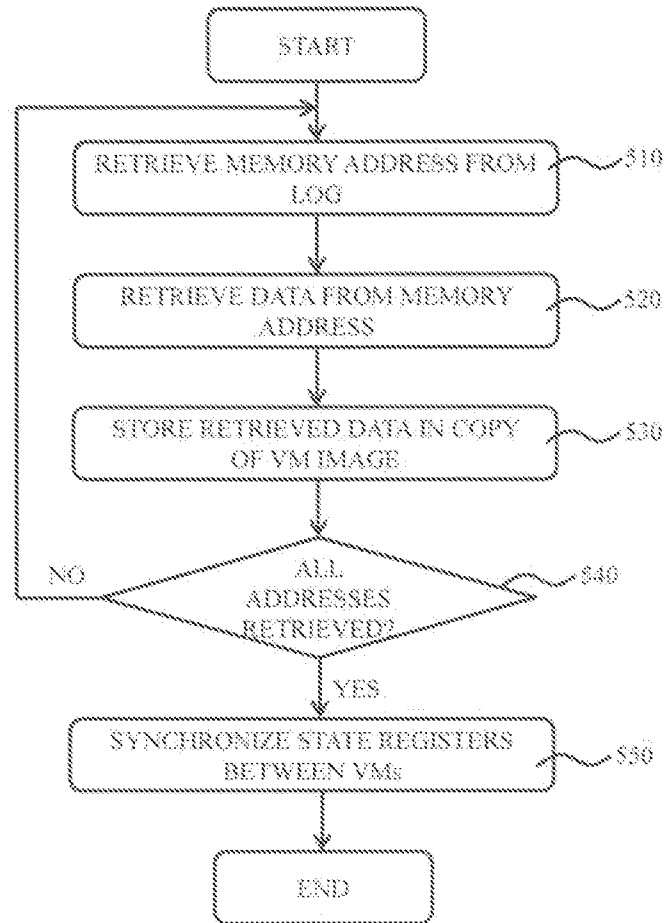 START
RETRIEVE MEMORY ADDRESS FROM
LOG
510
RETRIEVE DATA FROM MEMORY
ADDRESS
520
STORE RETRIEVED DATA IN COPY
OF VM IMAGE
530
NO
ALL
ADDRESSES
RETRIEVED?
540
YES
SYNCHRONIZE STATE REGISTERS
BETWEEN VMs
550
END